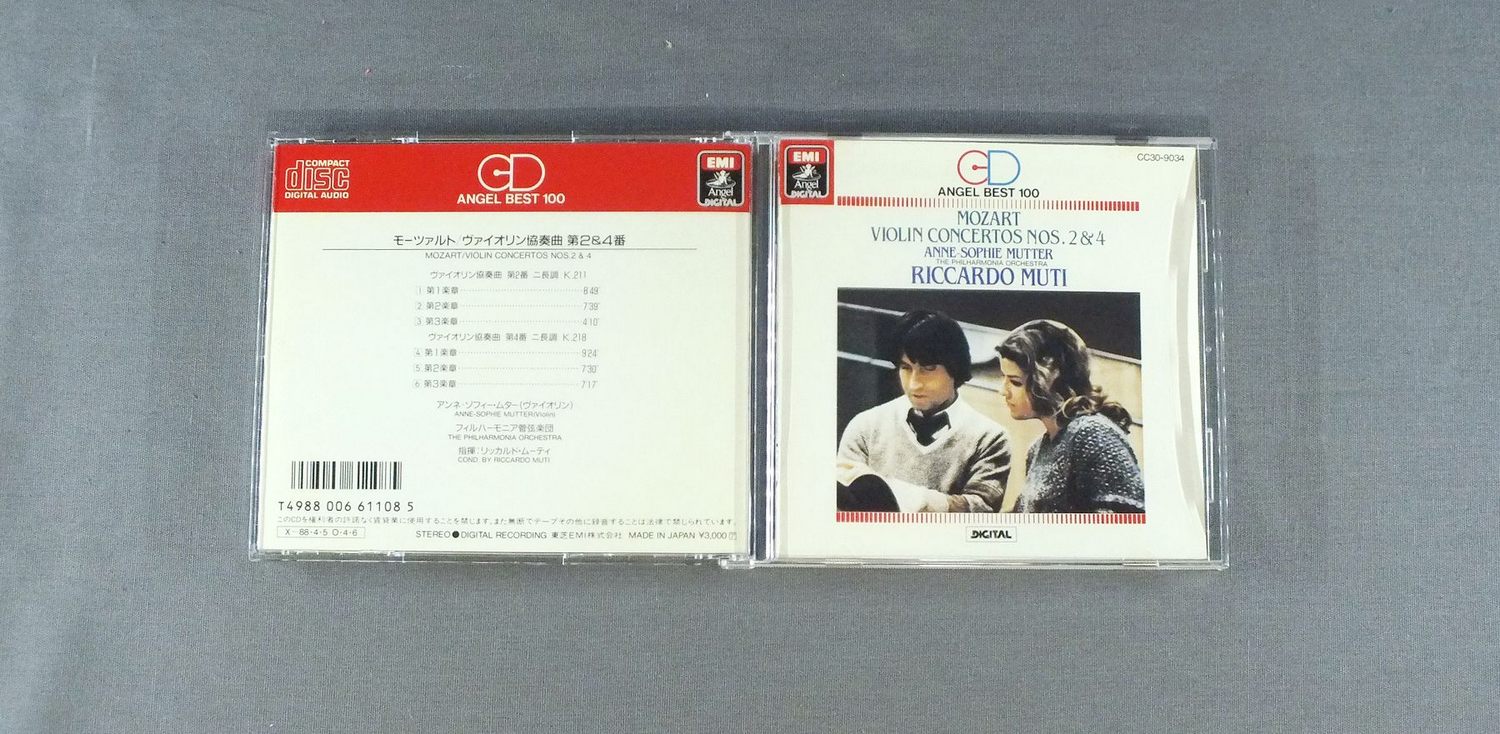 COMPACT
disc
DIGITAL AUDIO
CD
ANGEL BEST 100
EMI
Angel
DIGITAL
モーツァルト/ヴァイオリン協奏曲 第2&4番
MOZART/VIOLIN CONCERTOS NOS.2 & 4
ヴァイオリン協奏曲 第2番 ニ長調 K.211
1 第1楽章 8'49"
2 第2楽章 7'39"
3 第3楽章 4'10"
ヴァイオリン協奏曲 第4番 ニ長調 K.218
4 第1楽章 9'24"
5 第2楽章 7'30"
6 第3楽章 7'17"
アンネ=ソフィー・ムター(ヴァイオリン)
ANNE-SOPHIE MUTTER(Violin)
フィルハーモニア管弦楽団
THE PHILHARMONIA ORCHESTRA
指揮:リッカルド・ムーティ
COND. BY RICCARDO MUTI
T4988 006 61108 5
このCDを権利者の許諾なく賃貸業に使用することを禁じます。また無断でテープその他に録音することは法律で禁じられています。
X-88・4・5 O・4・6
STEREO●DIGITAL RECORDING 東芝EMI株式会社 MADE IN JAPAN ¥3,000
EMI
Angel
DIGITAL
CD
ANGEL BEST 100
CC30-9034
MOZART
VIOLIN CONCERTOS NOS. 2 & 4
ANNE-SOPHIE MUTTER
THE PHILHARMONIA ORCHESTRA
RICCARDO MUTI
DIGITAL